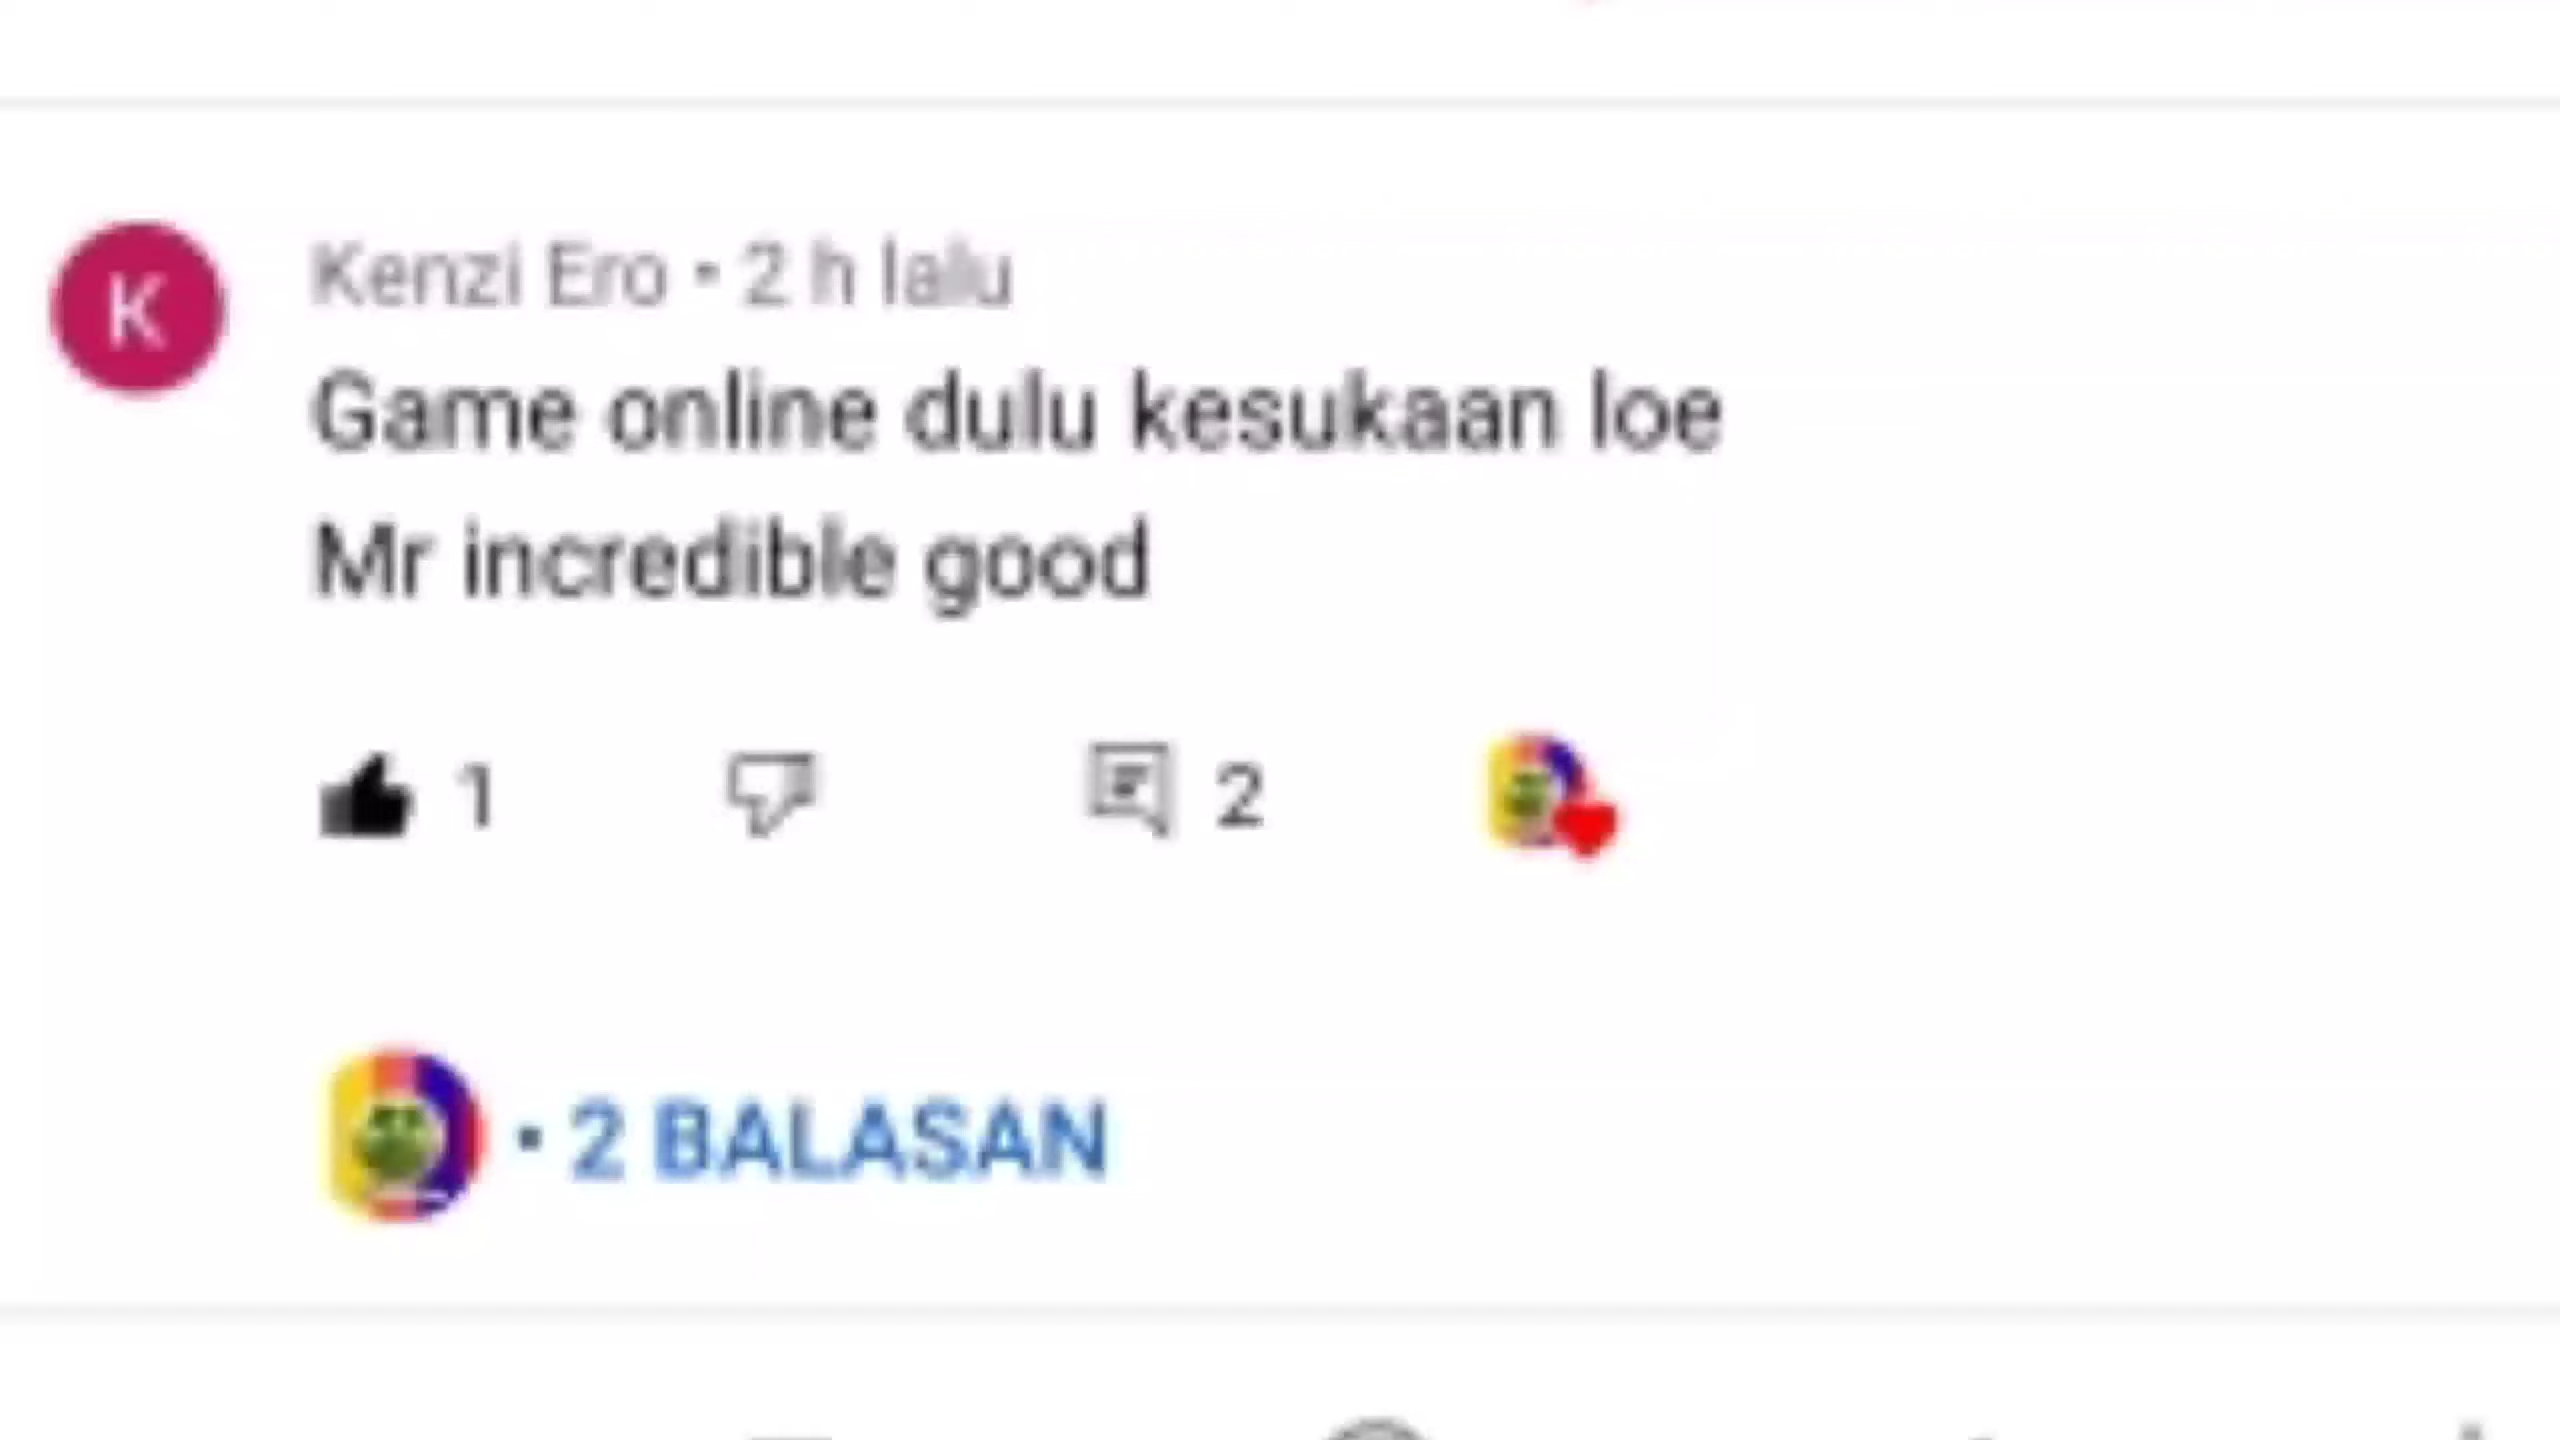 K
Kenzi Ero • 2 h lalu
Game online dulu kesukaan loe
Mr incredible good
1
2
• 2 BALASAN